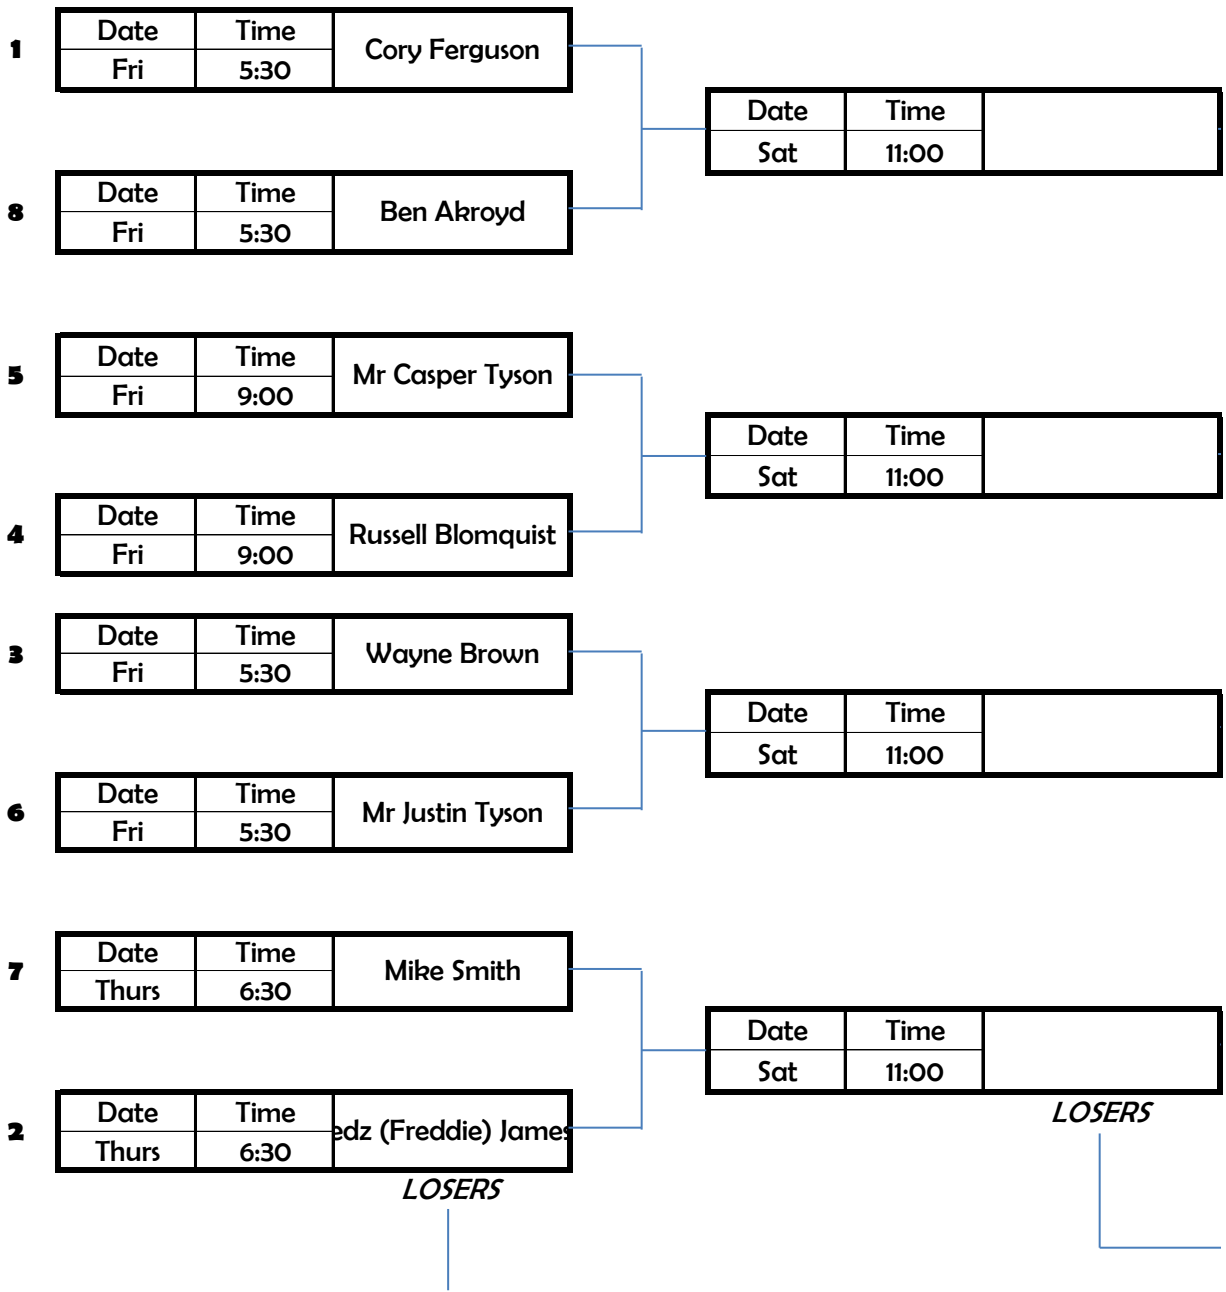 1 Date Time Cory Ferguson
Fri 5:30
Date Time
Sat 11:00
8 Date Time Ben Akroyd
Fri 5:30
5 Date Time Mr Casper Tyson
Fri 9:00
Date Time
Sat 11:00
4 Date Time Russell Blomquist
Fri 9:00
3 Date Time Wayne Brown
Fri 5:30
Date Time
Sat 11:00
6 Date Time Mr Justin Tyson
Fri 5:30
7 Date Time Mike Smith
Thurs 6:30
Date Time
Sat 11:00
LOSERS
2 Date Time edz (Freddie) James
Thurs 6:30
LOSERS